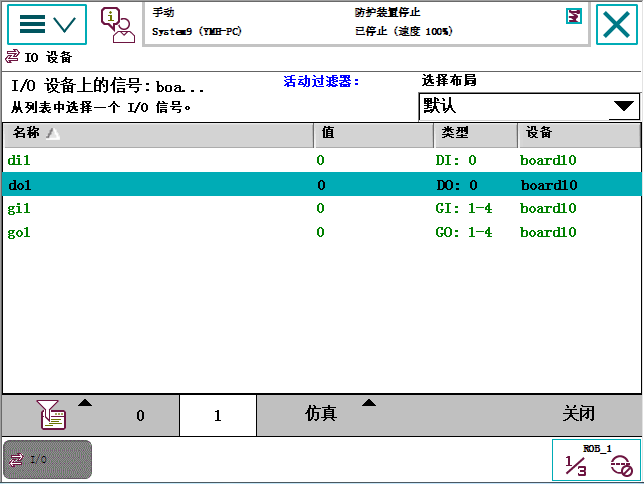 手动
防护装置停止
System9 (YMH-PC)
已停止 (速度 100%)
IO 设备
I/O 设备上的信号: boa...
活动过滤器:
选择布局
从列表中选择一个 I/O 信号。
默认
名称 值 类型 设备
di1 0 DI: 0 board10
do1 0 DO: 0 board10
gi1 0 GI: 1-4 board10
go1 0 GO: 1-4 board10
0 1 仿真 关闭
I/O
ROB_1
1/3